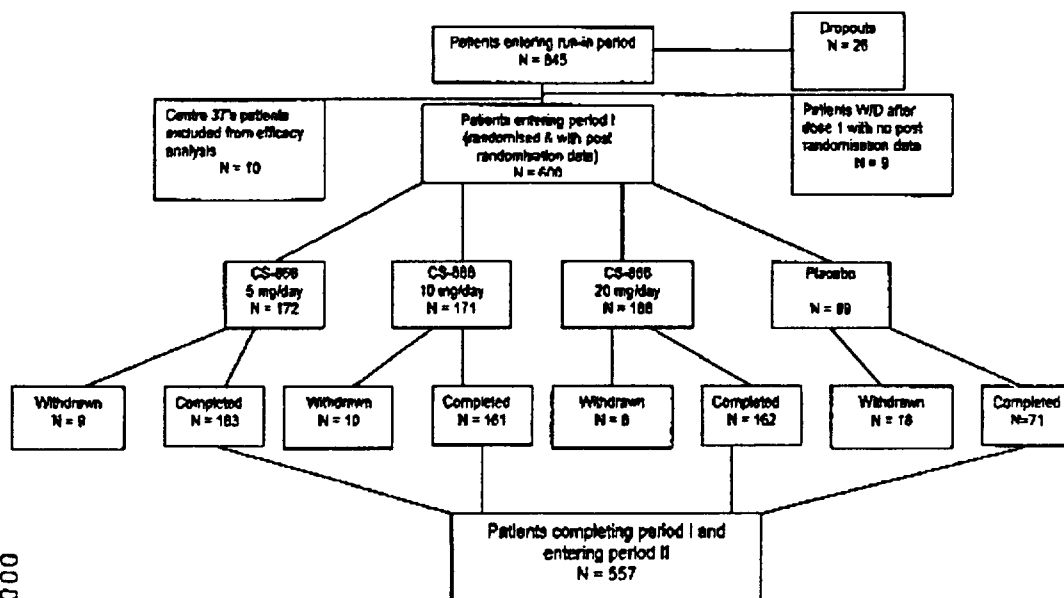 Patients entering run-in period
N = 645
Dropouts
N = 26
Centre 37's patients
excluded from efficacy
analysis
N = 10
Patients entering period I
(randomised & with post
randomisation data)
N = 600
Patients W/D after
dose 1 with no post
randomisation data
N = 9
CS-866
5 mg/day
N = 172
CS-866
10 mg/day
N = 171
CS-866
20 mg/day
N = 168
Placebo
N = 89
Withdrawn
N = 9
Completed
N = 163
Withdrawn
N = 10
Completed
N = 161
Withdrawn
N = 6
Completed
N = 162
Withdrawn
N = 18
Completed
N=71
Patients completing period I and
entering period II
N = 557
000